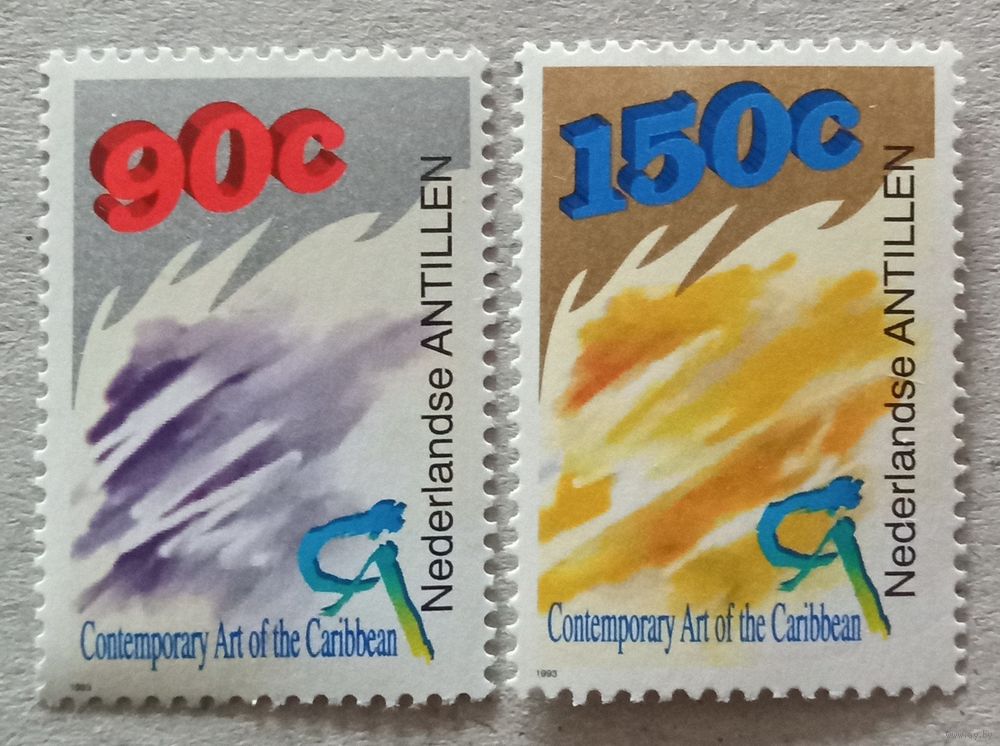 90c
Nederlandse ANTILLEN
Contemporary Art of the Caribbean
1993
150c
Nederlandse ANTILLEN
Contemporary Art of the Caribbean
1993